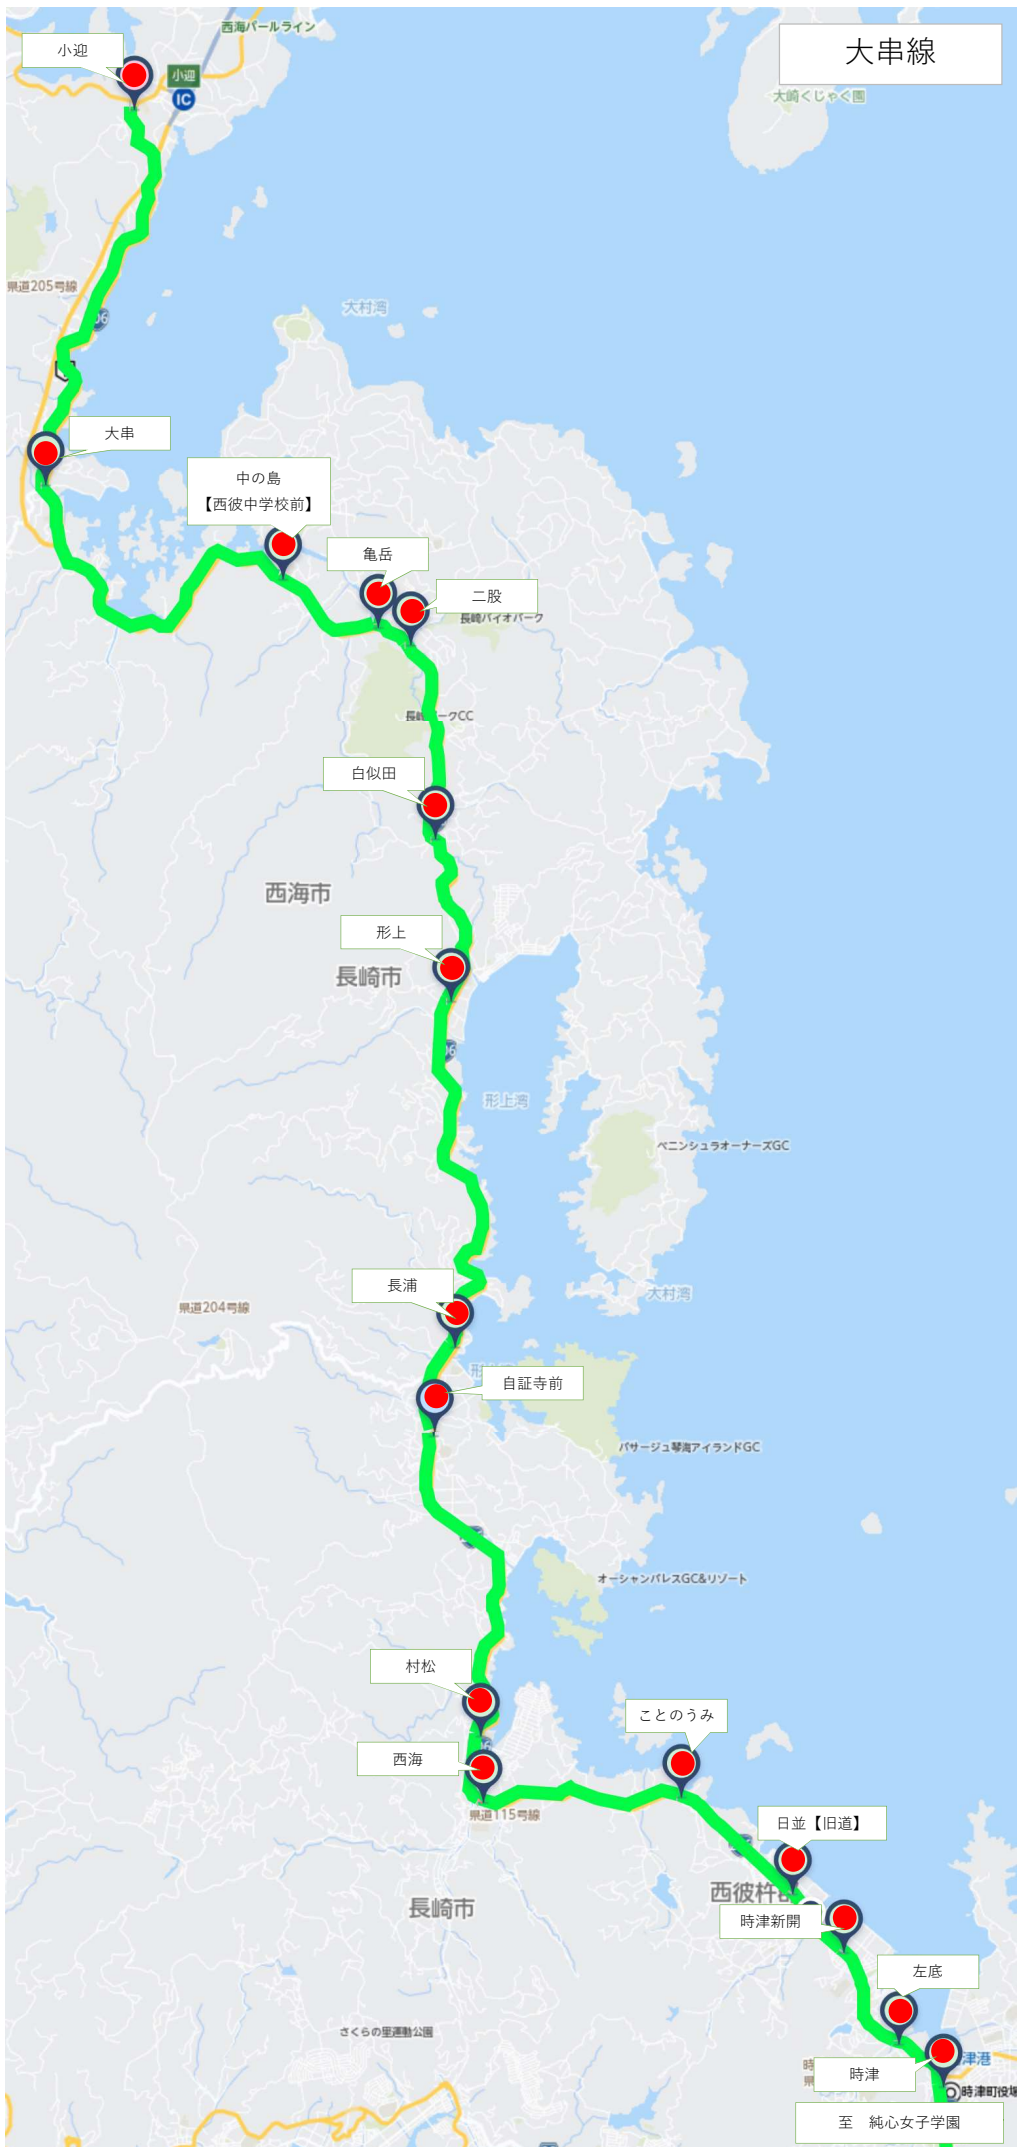 西海パールライン
大串線
小迎
小迎
IC
大崎くじゃく園
県道205号線
大村湾
大串
中の島
【西彼中学校前】
亀岳
二股
長崎バイオパーク
白似田
西海市
形上
長崎市
形上湾
ペニンシュラオーナーズGC
長浦
大村湾
県道204号線
自証寺前
パサージュ琴海アイランドGC
オーシャンパレスGC&リゾート
村松
ことのうみ
西海
県道115号線
日並【旧道】
西彼杵
長崎市
時津新開
左底
さくらの里運動公園
津港
時津
時津町役場
至　純心女子学園